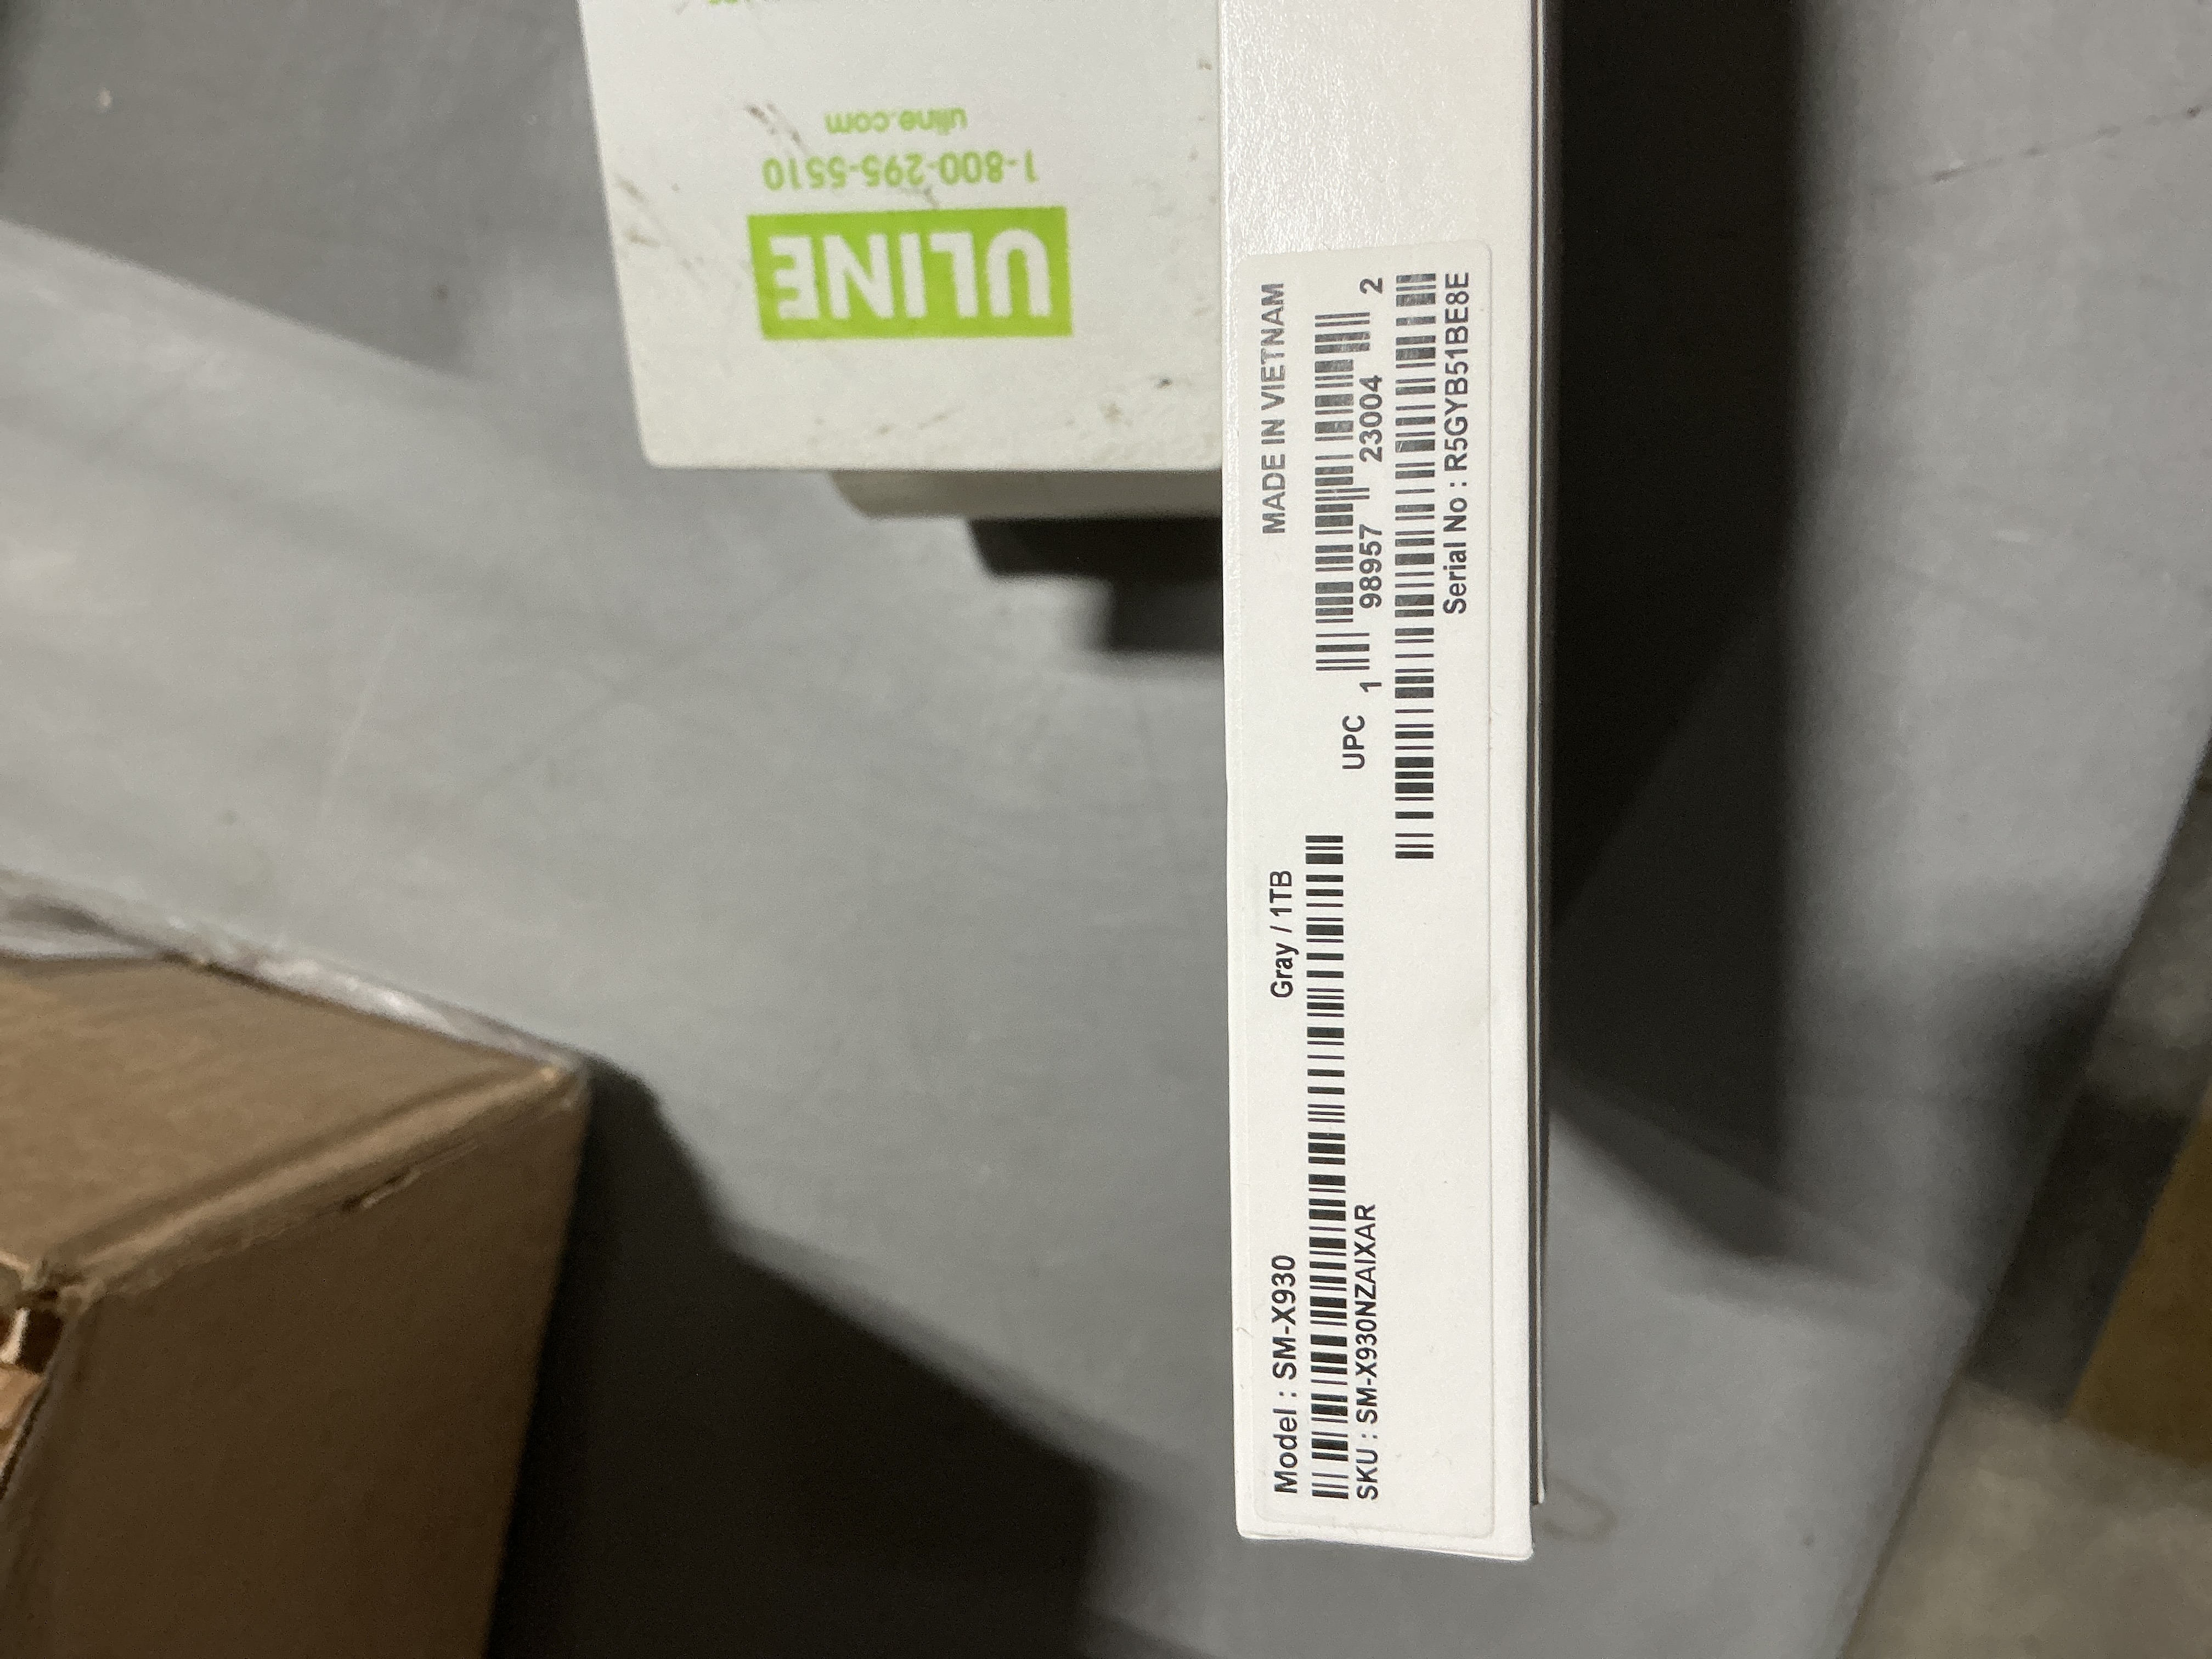 uline.com
1-800-295-5510
ULINE
Model : SM-X930
Gray / 1TB
MADE IN VIETNAM
SKU : SM-X930NZAIXAR
UPC
1 98957 23004 2
Serial No : R5GYB51BE8E